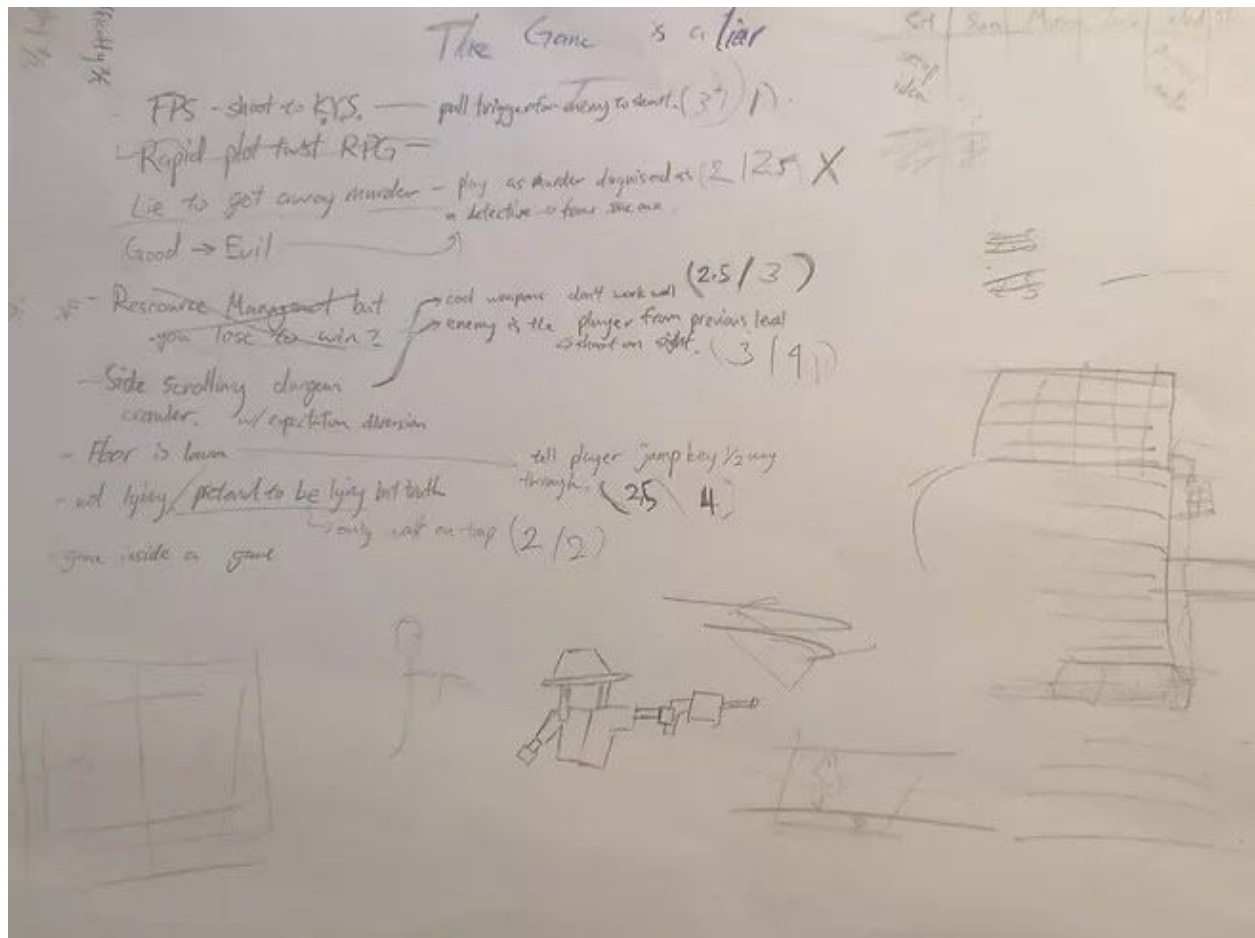 The Game is a liar
FPS - shoot to KYS. — pull trigger for enemy to shoot. (3
Rapid plot twist RPG —
Lie to get away murder - play as murder disguised as (2 / 2.5) X
a detective → frame someone.
Good → Evil
(2.5 / 3)
- Rescource Managment but cool weapons don't work well
-you lose to win? enemy is the player from previous level
shoot on sight. (3 / 4)
- Side scrolling dungeon
crawler. w/ expectation diversion
- Floor is lava tell player jump key 1/2 way
through. (2.5 \ 4)
- not lying / pretend to be lying but truth
only walk on trap (2 / 2)
game inside a game